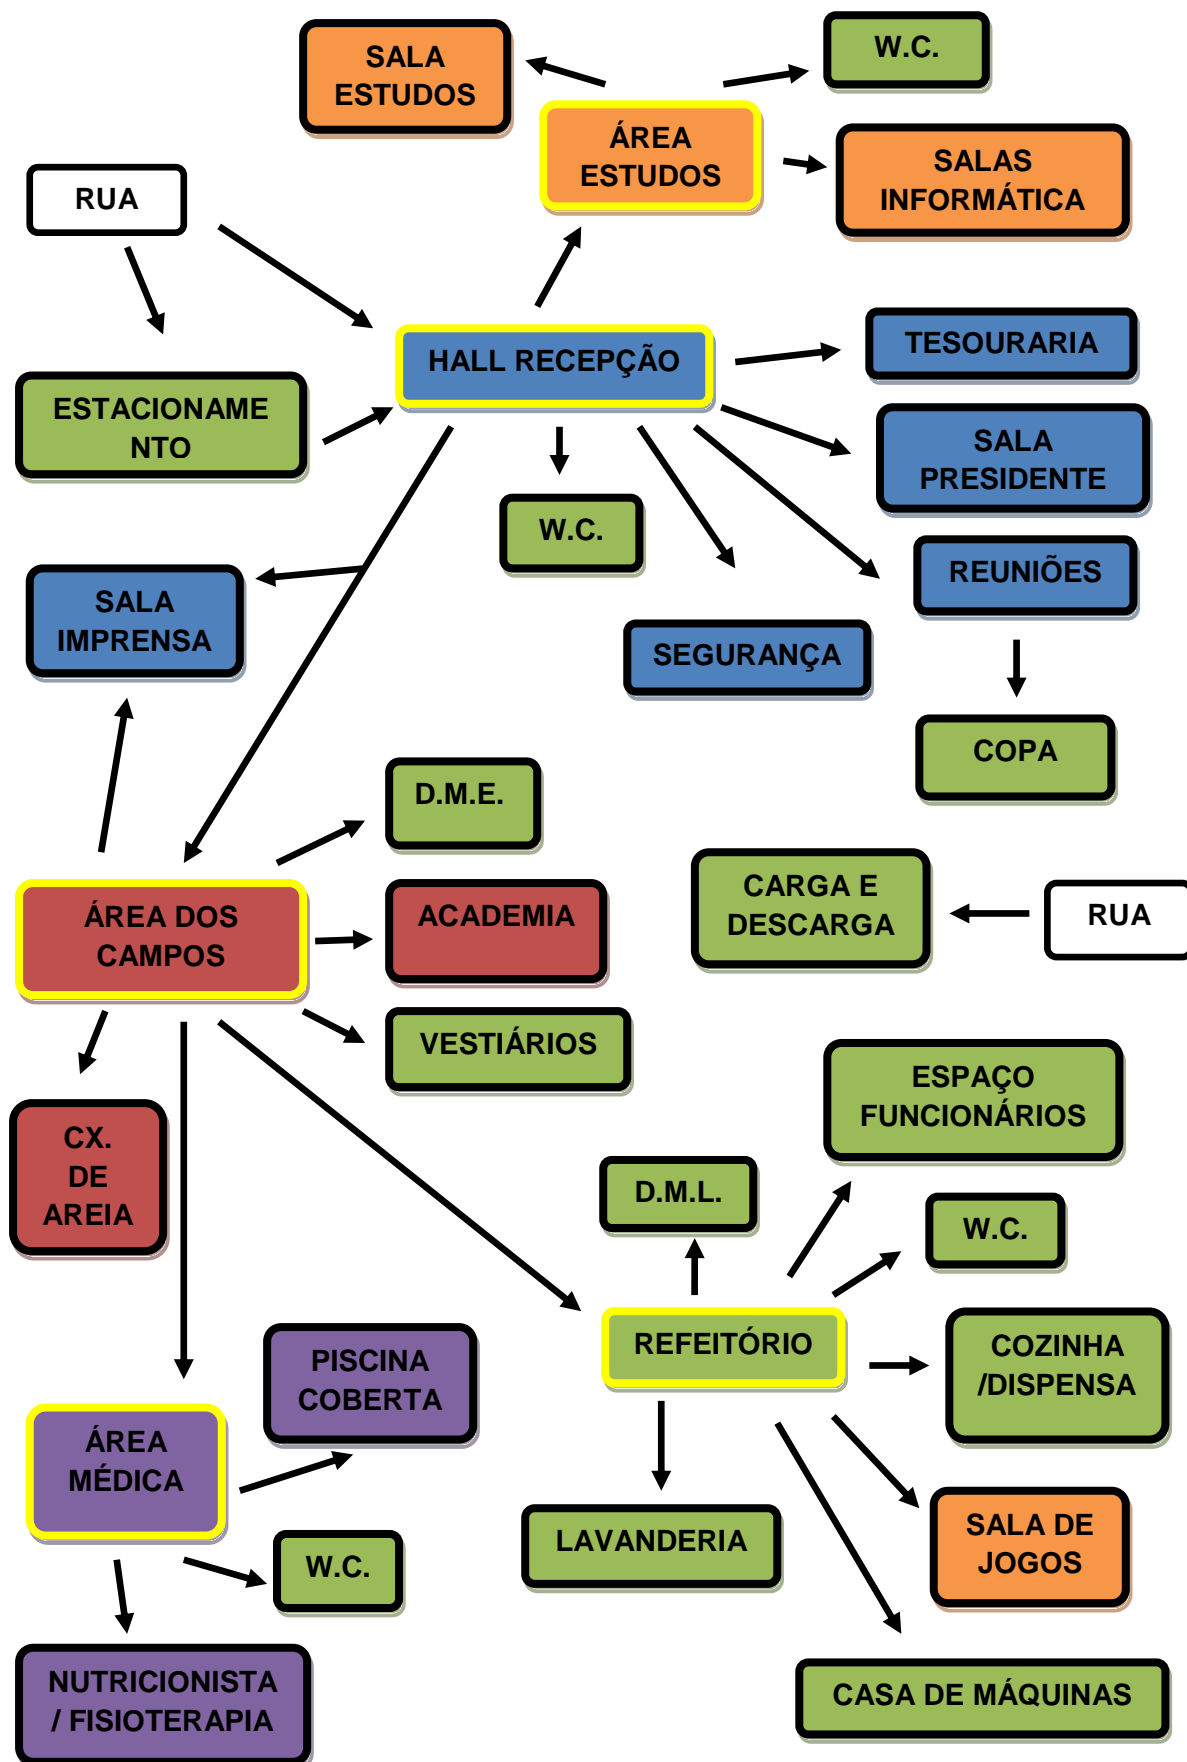 SALA
ESTUDOS
W.C.
ÁREA
ESTUDOS
SALAS
INFORMÁTICA
RUA
HALL RECEPÇÃO
TESOURARIA
ESTACIONAME
NTO
SALA
PRESIDENTE
W.C.
REUNIÕES
SALA
IMPRENSA
SEGURANÇA
COPA
D.M.E.
CARGA E
DESCARGA
RUA
ÁREA DOS
CAMPOS
ACADEMIA
VESTIÁRIOS
ESPAÇO
FUNCIONÁRIOS
CX.
DE
AREIA
D.M.L.
W.C.
REFEITÓRIO
COZINHA
/DISPENSA
PISCINA
COBERTA
ÁREA
MÉDICA
LAVANDERIA
SALA DE
JOGOS
W.C.
NUTRICIONISTA
/ FISIOTERAPIA
CASA DE MÁQUINAS